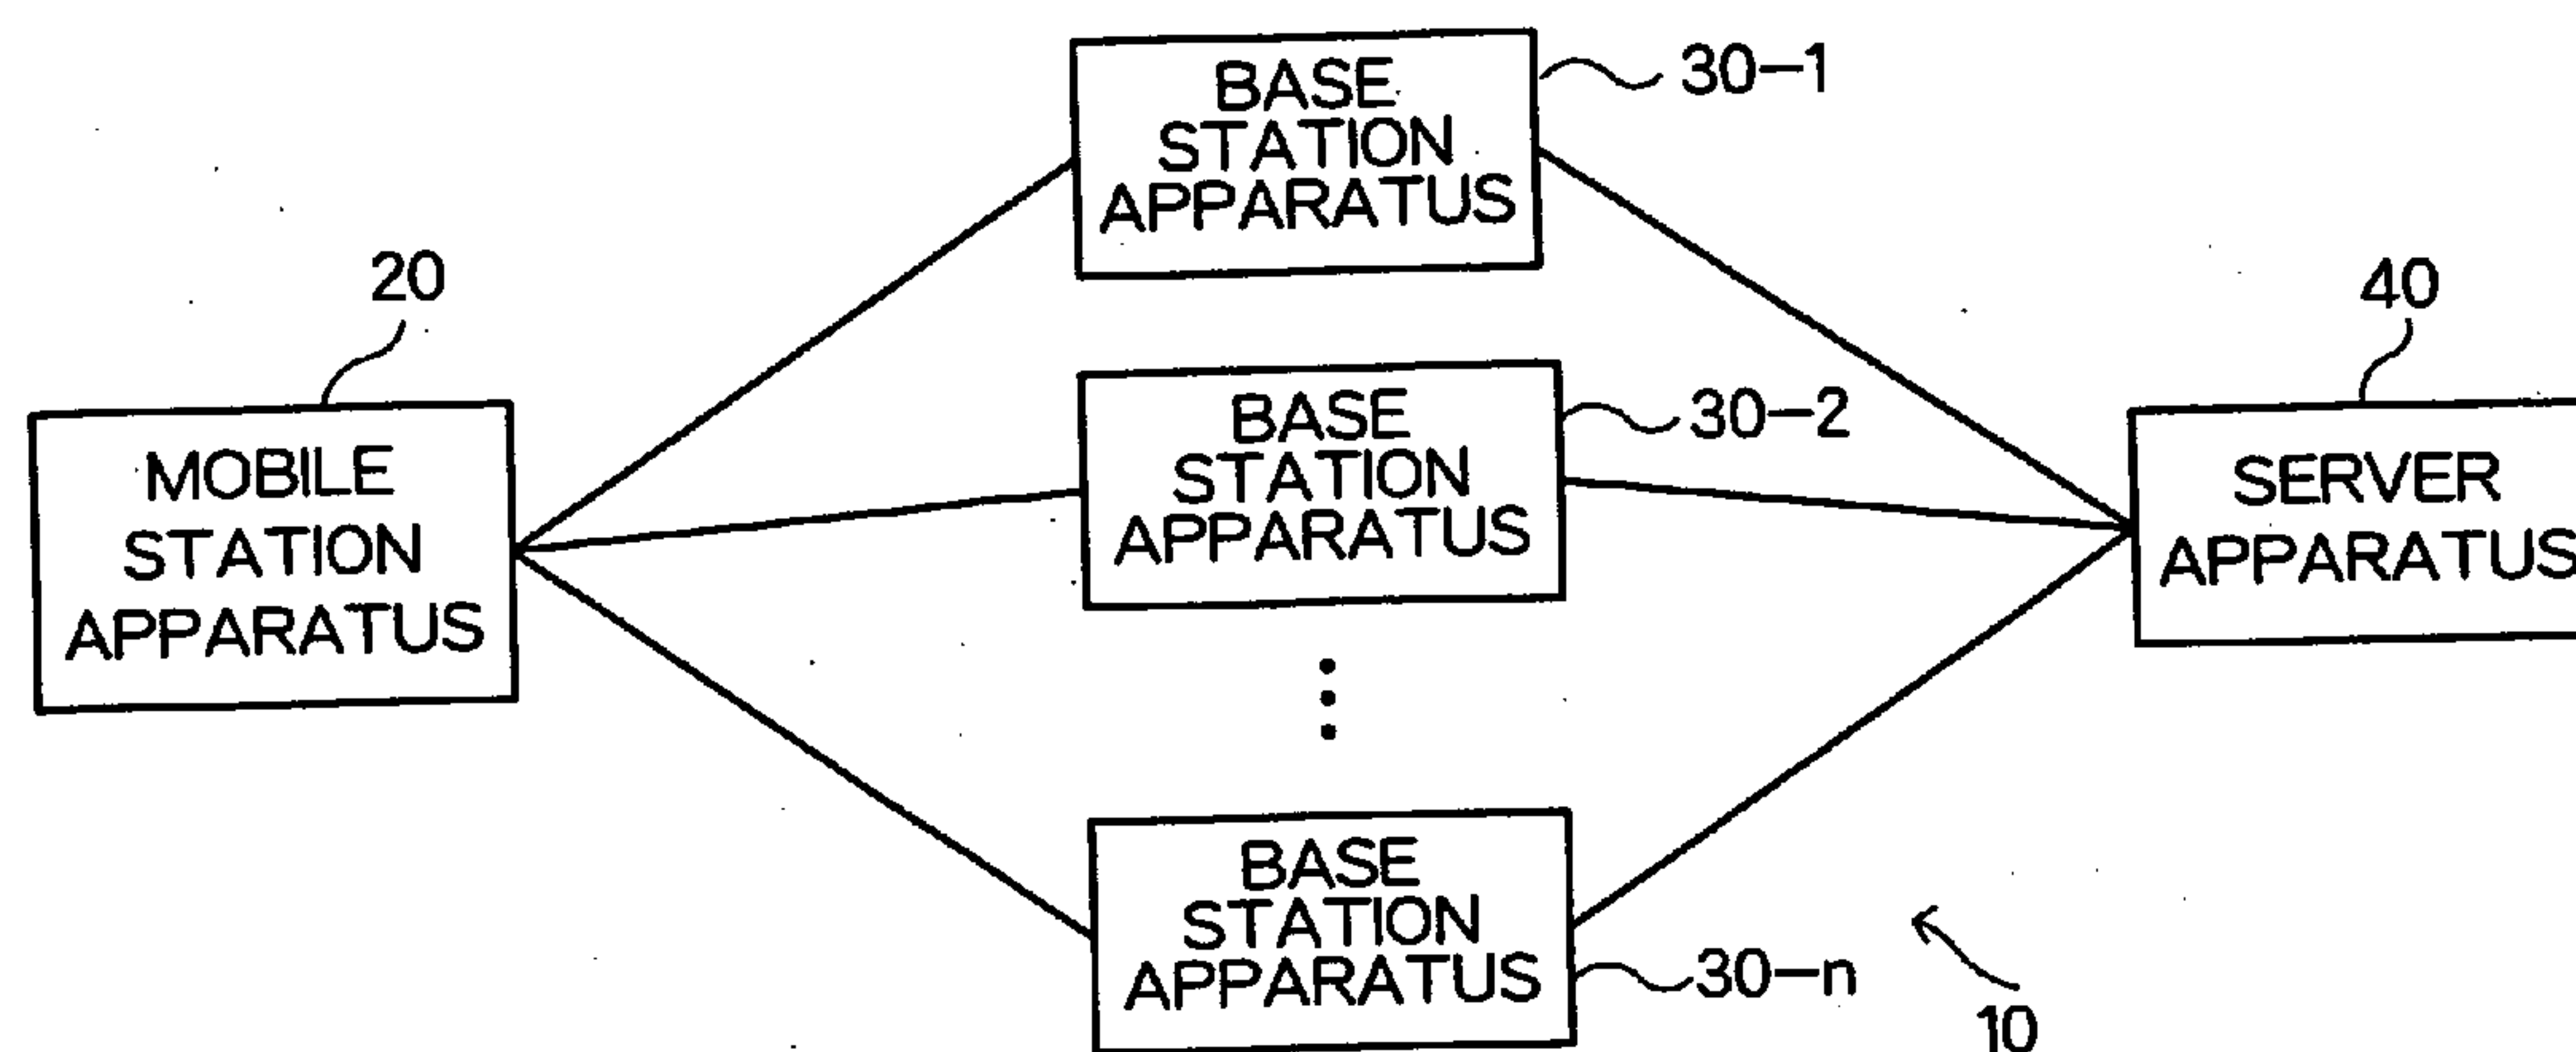 BASE
STATION
APPARATUS
30-1
20
MOBILE
STATION
APPARATUS
BASE
STATION
APPARATUS
30-2
40
SERVER
APPARATUS
BASE
STATION
APPARATUS
30-n
10